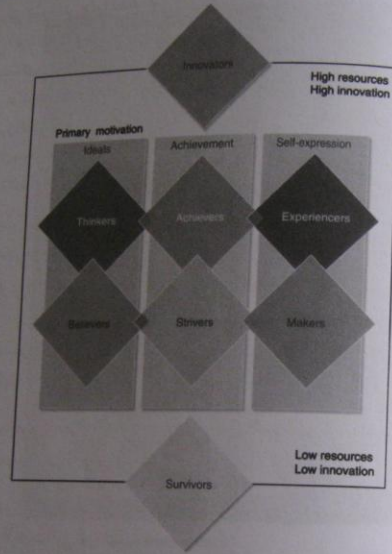 Innovators
High resources
High innovation
Primary motivation
Ideals Achievement Self-expression
Thinkers Achievers Experiencers
Believers Strivers Makers
Low resources
Low innovation
Survivors